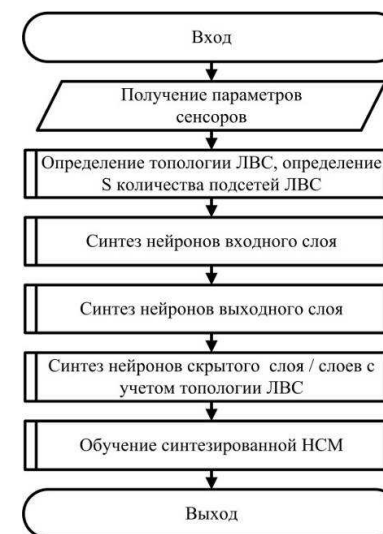 Вход
Получение параметров
сенсоров
Определение топологии ЛВС, определение
S количества подсетей ЛВС
Синтез нейронов входного слоя
Синтез нейронов выходного слоя
Синтез нейронов скрытого слоя / слоев с
учетом топологии ЛВС
Обучение синтезированной НСМ
Выход